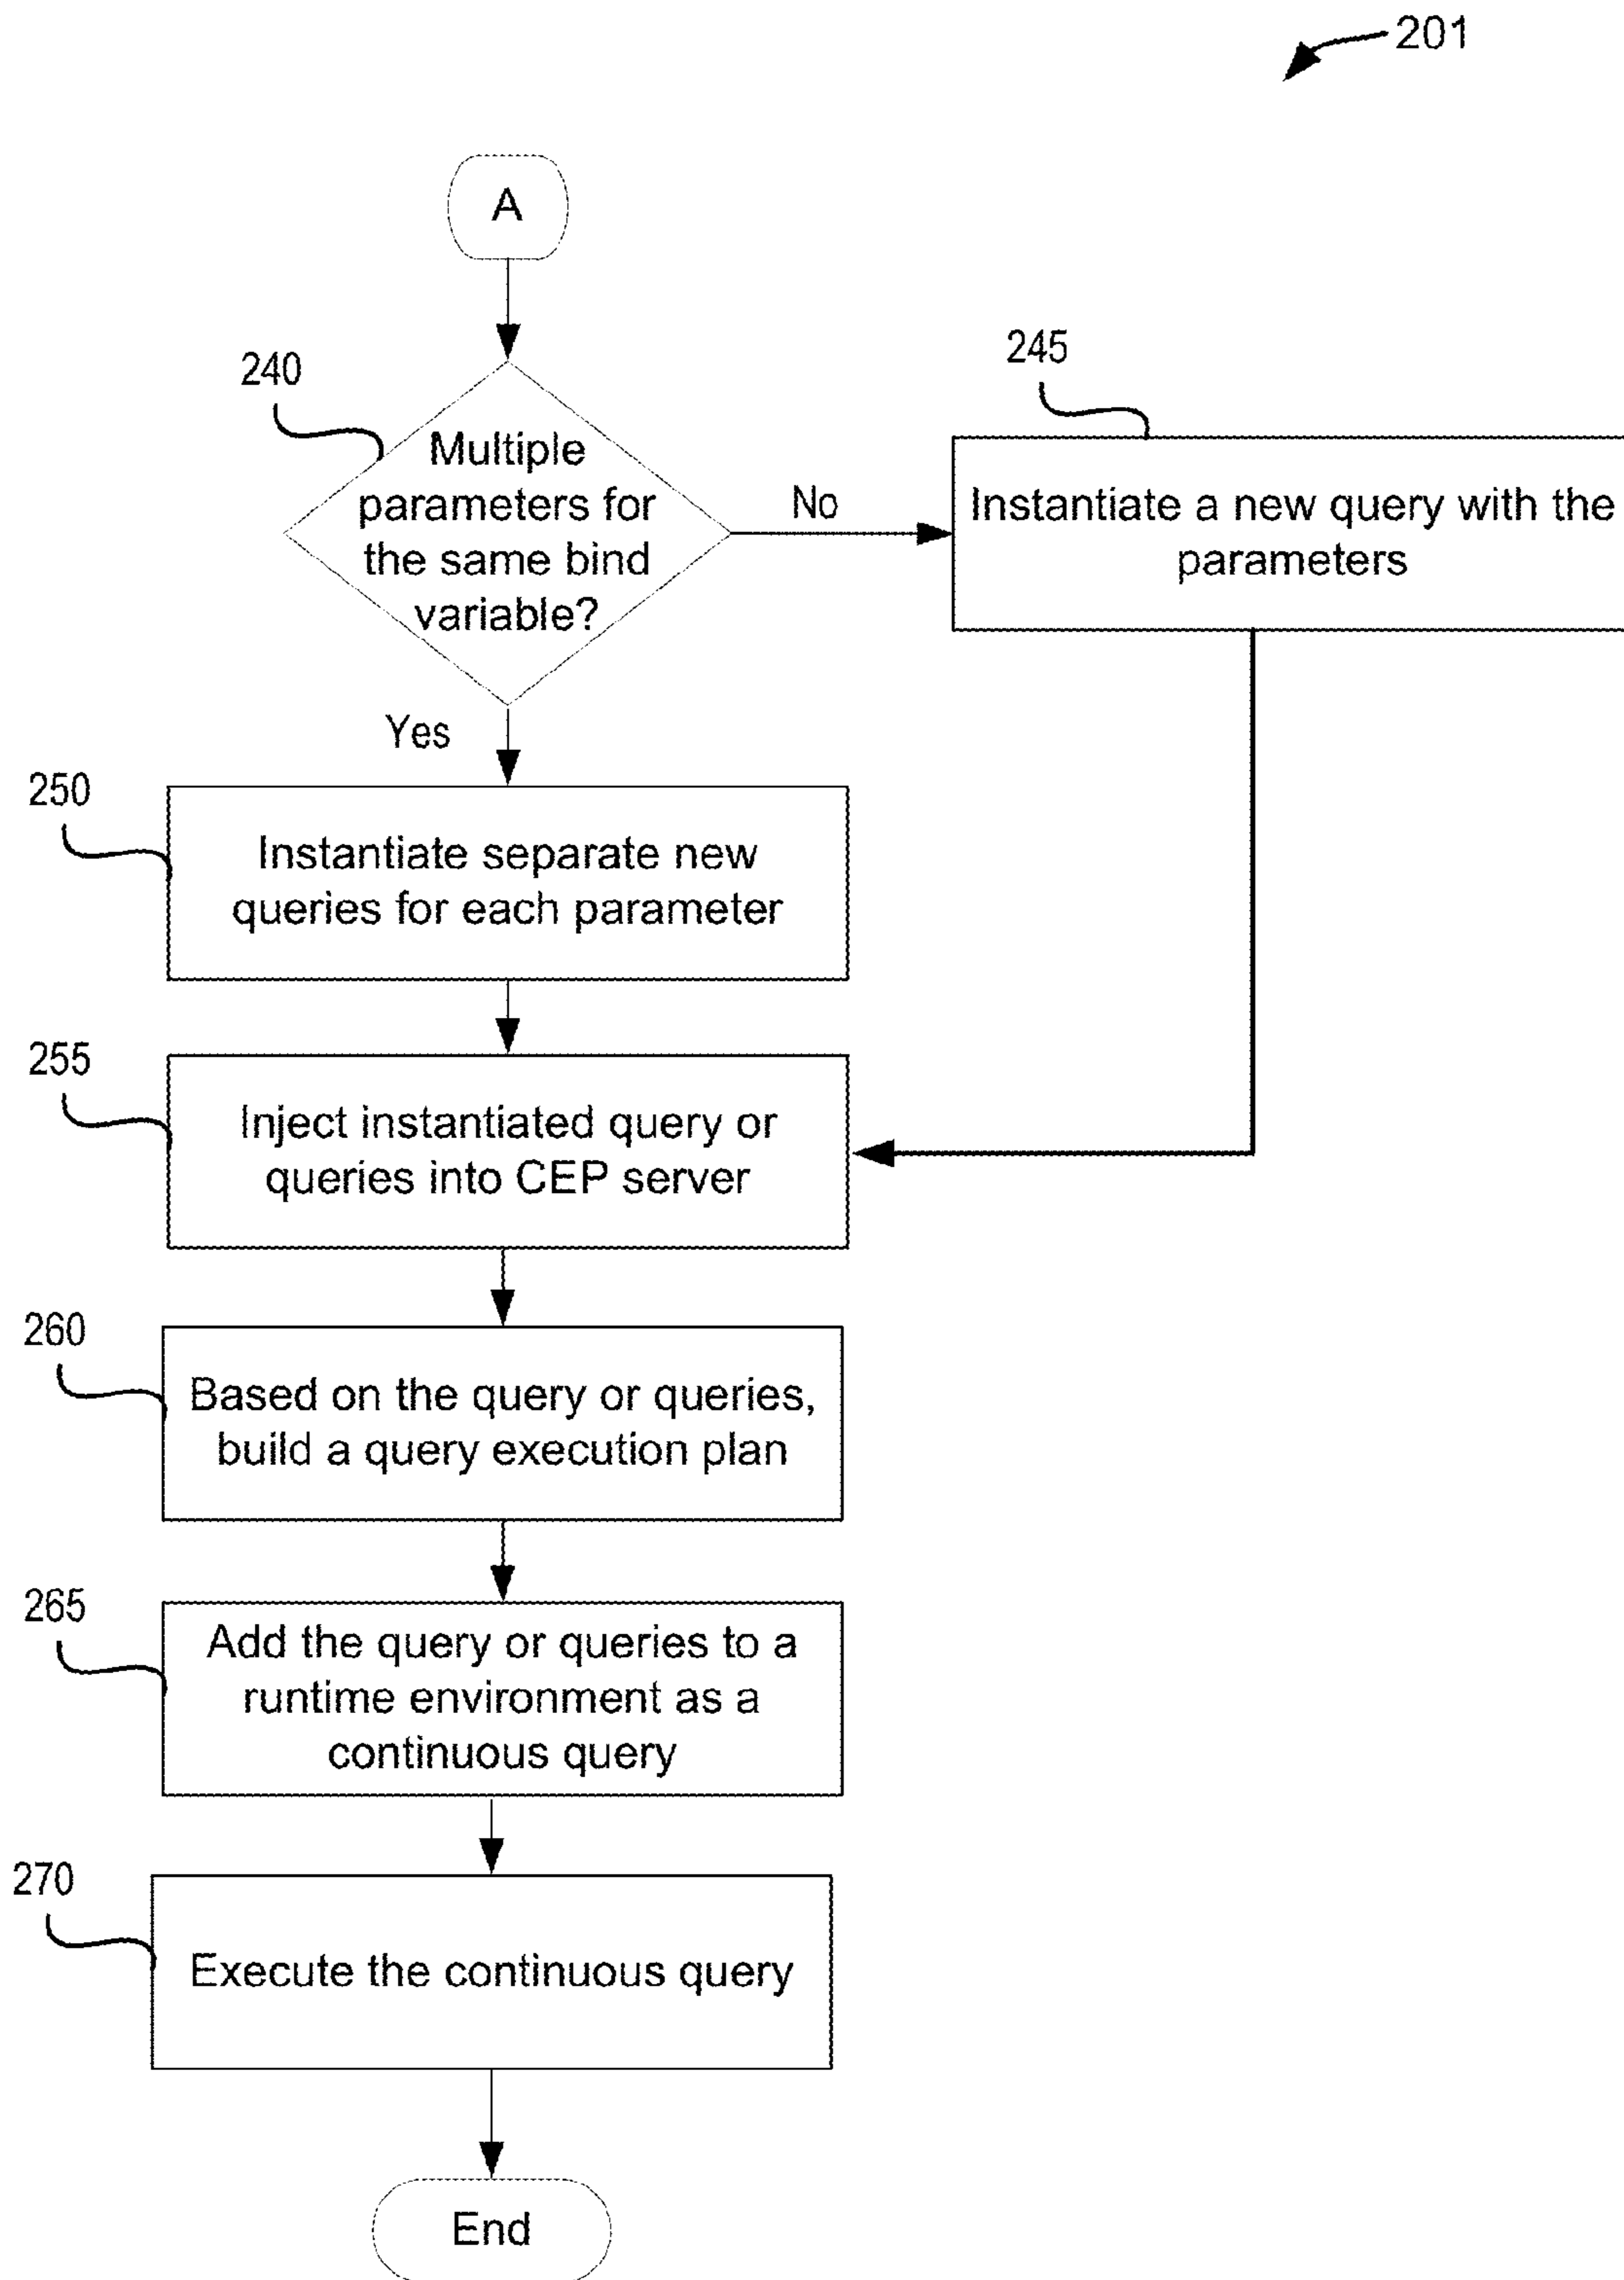 201
A
240
Multiple
parameters for
the same bind
variable?
No
245
Instantiate a new query with the
parameters
Yes
250
Instantiate separate new
queries for each parameter
255
Inject instantiated query or
queries into CEP server
260
Based on the query or queries,
build a query execution plan
265
Add the query or queries to a
runtime environment as a
continuous query
270
Execute the continuous query
End